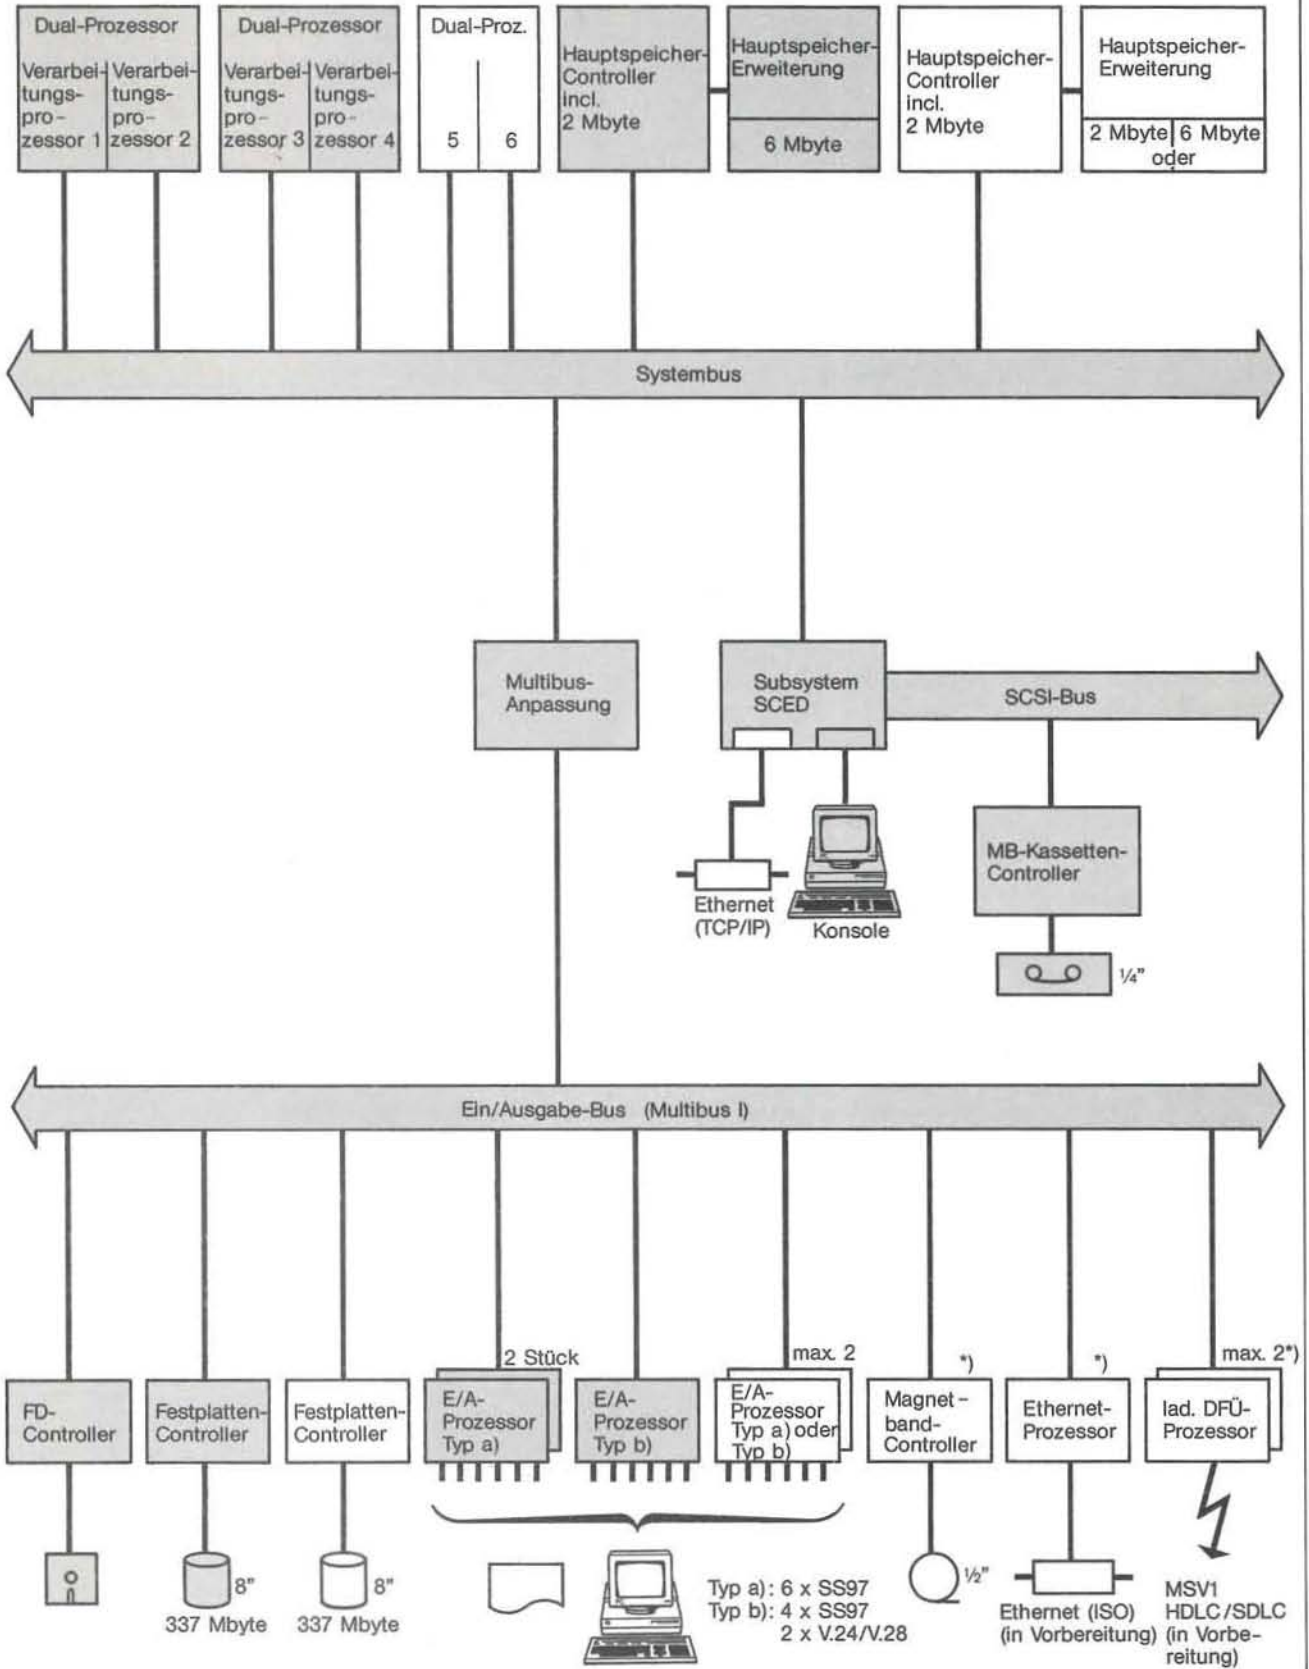 Dual-Prozessor
Verarbei-
tungs-
pro-
zessor 1
Verarbei-
tungs-
pro-
zessor 2
Dual-Prozessor
Verarbei-
tungs-
pro-
zessor 3
Verarbei-
tungs-
pro-
zessor 4
Dual-Proz.
5
6
Hauptspeicher-
Controller
incl.
2 Mbyte
Hauptspeicher-
Erweiterung
6 Mbyte
Hauptspeicher-
Controller
incl.
2 Mbyte
Hauptspeicher-
Erweiterung
2 Mbyte 6 Mbyte
oder
Systembus
Multibus-
Anpassung
Subsystem
SCED
SCSI-Bus
Ethernet
(TCP/IP)
Konsole
MB-Kassetten-
Controller
¼”
Ein/Ausgabe-Bus (Multibus I)
FD-
Controller
Festplatten-
Controller
8”
337 Mbyte
Festplatten-
Controller
8”
337 Mbyte
2 Stück
E/A-
Prozessor
Typ a)
E/A-
Prozessor
Typ b)
max. 2
E/A-
Prozessor
Typ a) oder
Typ b)
Typ a): 6 x SS97
Typ b): 4 x SS97
2 x V.24/V.28
*)
Magnet-
band-
Controller
½”
*)
Ethernet-
Prozessor
Ethernet (ISO)
(in Vorbereitung)
max. 2*)
lad. DFÜ-
Prozessor
MSV1
HDLC/SDLC
(in Vorbe-
reitung)